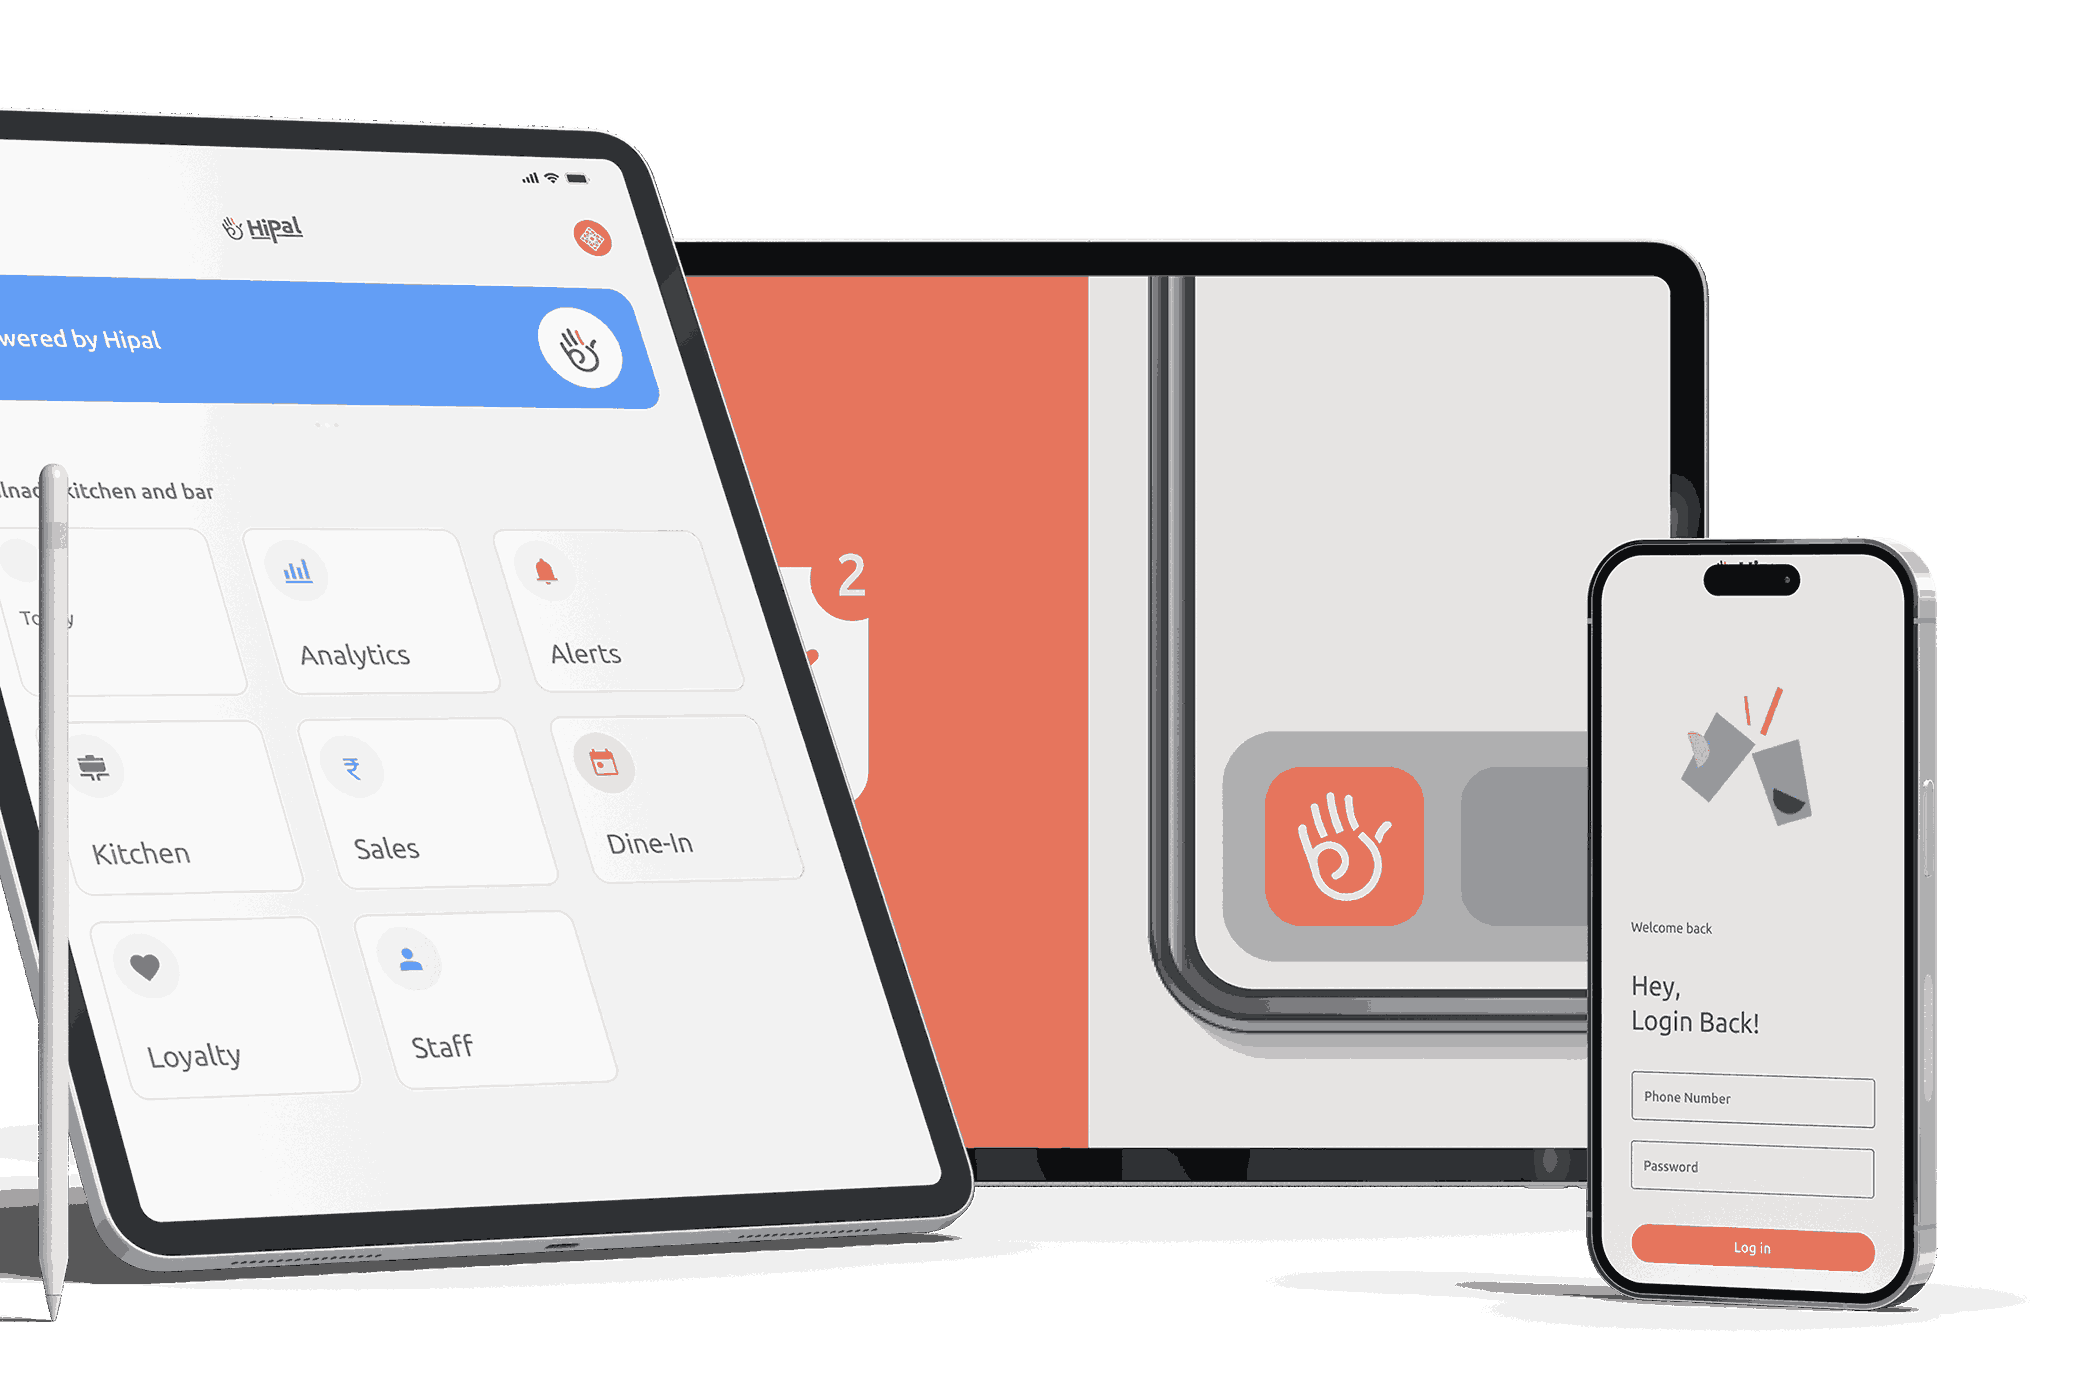 HiPal
wered by Hipal
kitchen and bar
Analytics
Alerts
Kitchen
Sales
Dine-In
Loyalty
Staff
2
Welcome back
Hey,
Login Back!
Phone Number
Password
Log in